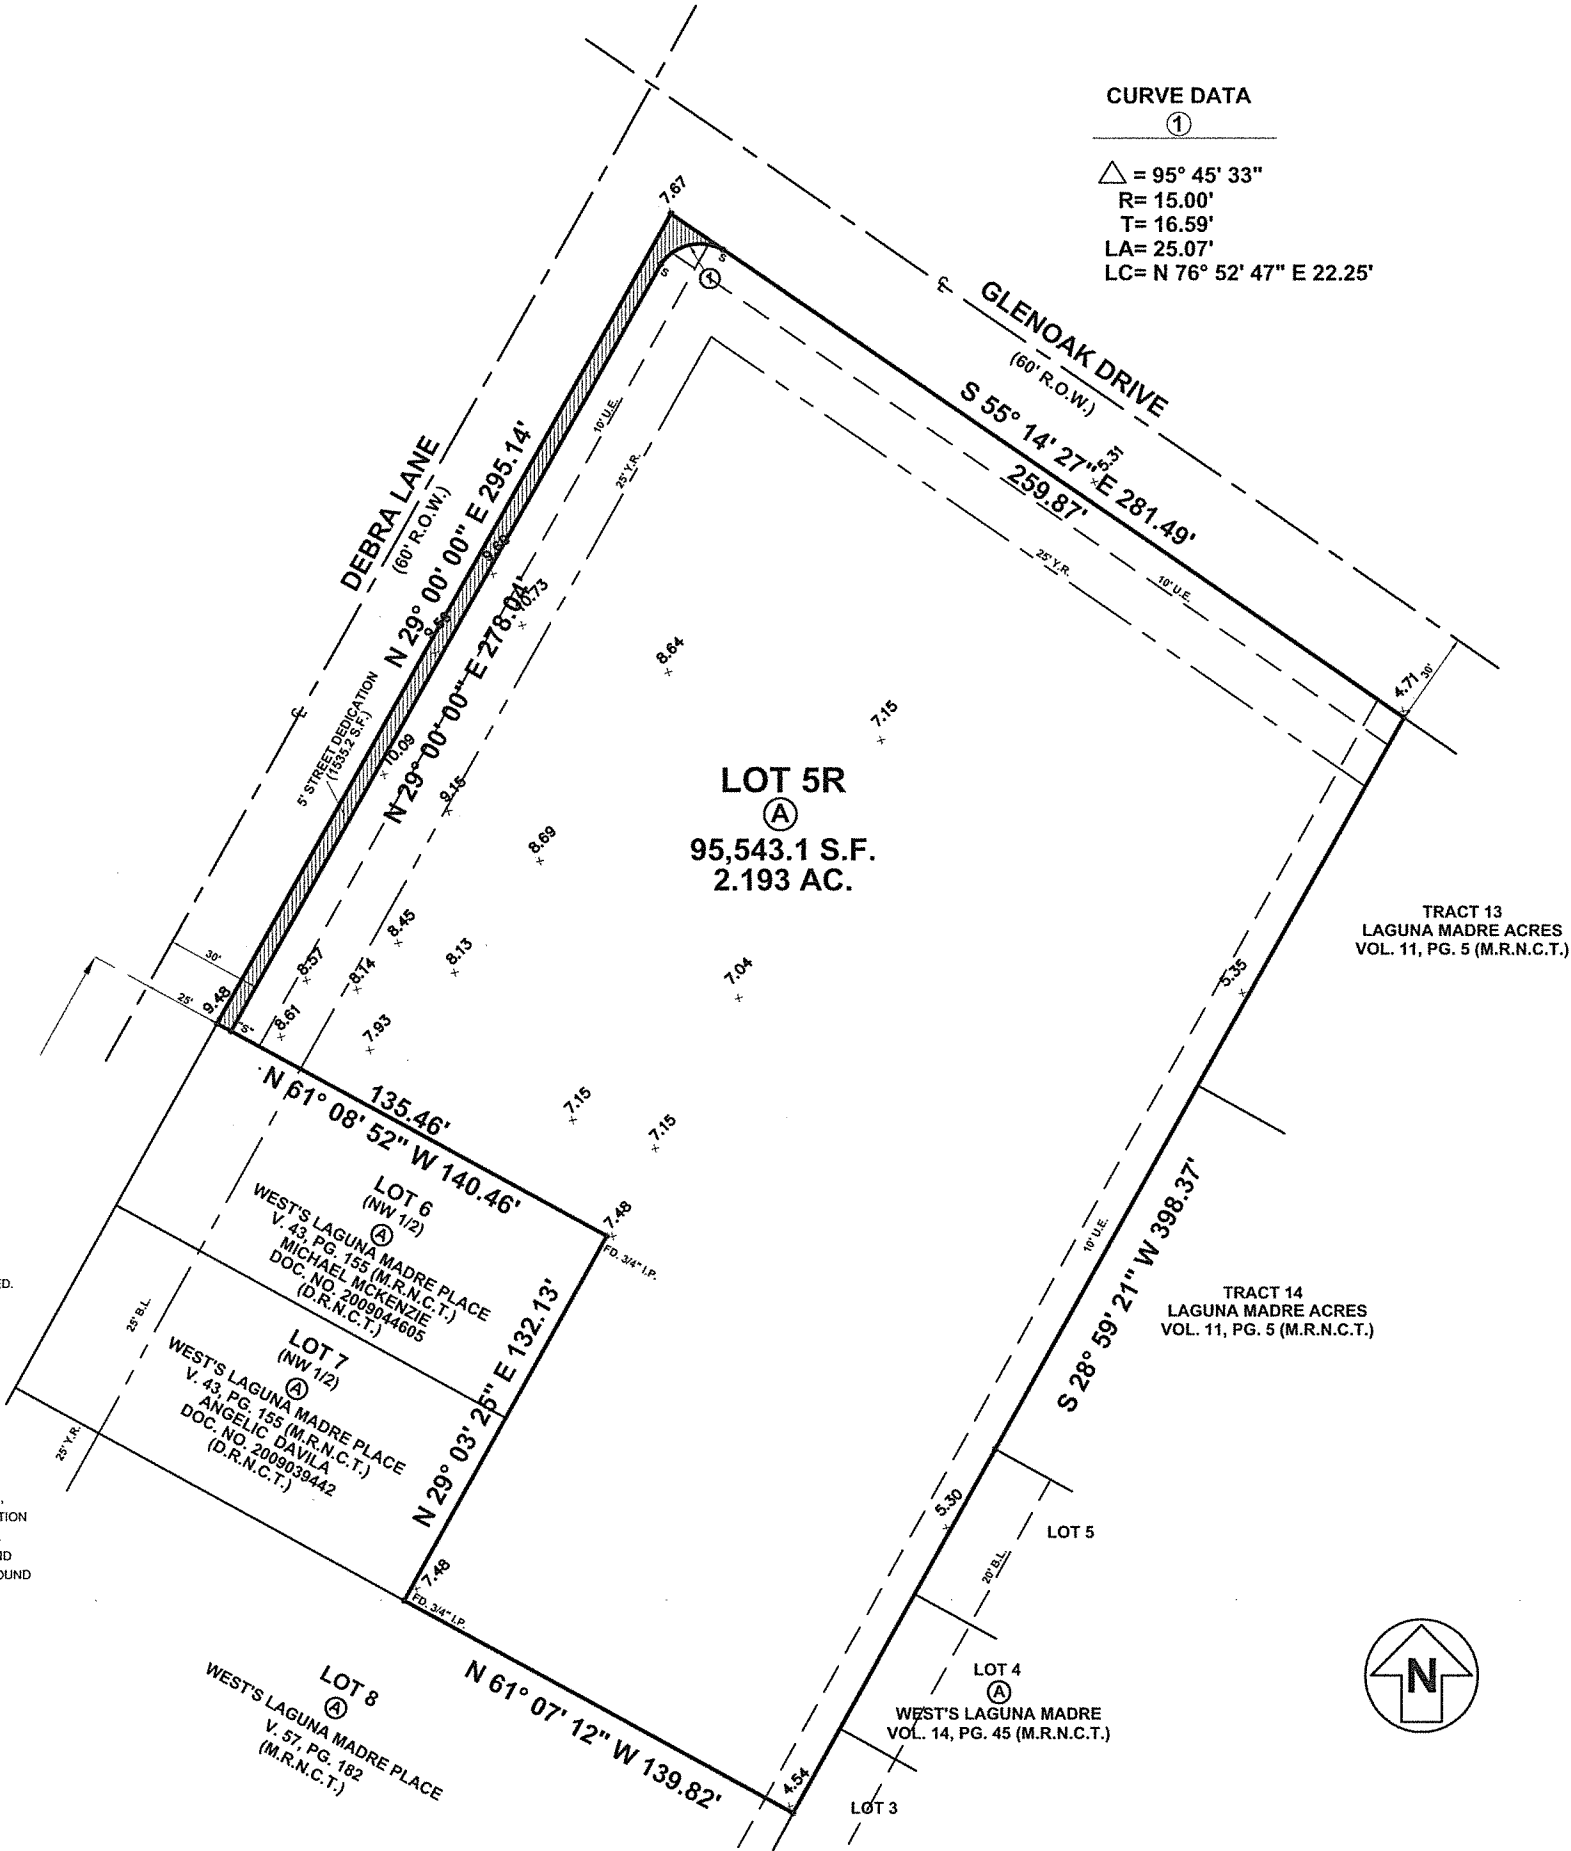 CURVE DATA
1
△ = 95° 45' 33"
R= 15.00'
T= 16.59'
LA= 25.07'
LC= N 76° 52' 47" E 22.25'
7.67
S
S
1
GLENOAK DRIVE
(60' R.O.W.)
S 55° 14' 27" E 281.49'
259.87'
5.31
25' Y.R.
10' U.E.
4.71
30'
DEBRA LANE
(60' R.O.W.)
N 29° 00' 00" E 295.14'
N 29° 00' 00" E 278.04'
10' U.E.
25' Y.R.
5' STREET DEDICATION
(1535.2 S.F.)
10.73
10.09
9.15
8.64
7.15
8.69
LOT 5R
A
95,543.1 S.F.
2.193 AC.
8.45
8.13
8.57
8.14
7.04
8.61
7.93
7.15
7.15
30'
25'
9.48
"S"
5.35
TRACT 13
LAGUNA MADRE ACRES
VOL. 11, PG. 5 (M.R.N.C.T.)
135.46'
N 61° 08' 52" W 140.46'
7.48
FD. 3/4" I.P.
LOT 6
(NW 1/2)
A
WEST'S LAGUNA MADRE PLACE
V. 43, PG. 155 (M.R.N.C.T.)
MICHAEL MCKENZIE
DOC. NO. 2009044605
(D.R.N.C.T.)
N 29° 03' 25" E 132.13'
S 28° 59' 21" W 398.37'
10' U.E.
TRACT 14
LAGUNA MADRE ACRES
VOL. 11, PG. 5 (M.R.N.C.T.)
ED.
25' B.L.
25' Y.R.
LOT 7
(NW 1/2)
A
WEST'S LAGUNA MADRE PLACE
V. 43, PG. 155 (M.R.N.C.T.)
ANGELIC DAVILA
DOC. NO. 2009039442
(D.R.N.C.T.)
TION
ID
OUND
7.48
FD. 3/4" I.P.
5.30
LOT 5
20' B.L.
LOT 8
A
WEST'S LAGUNA MADRE PLACE
V. 57, PG. 182
(M.R.N.C.T.)
N 61° 07' 12" W 139.82'
4.54
LOT 4
A
WEST'S LAGUNA MADRE
VOL. 14, PG. 45 (M.R.N.C.T.)
LOT 3
N